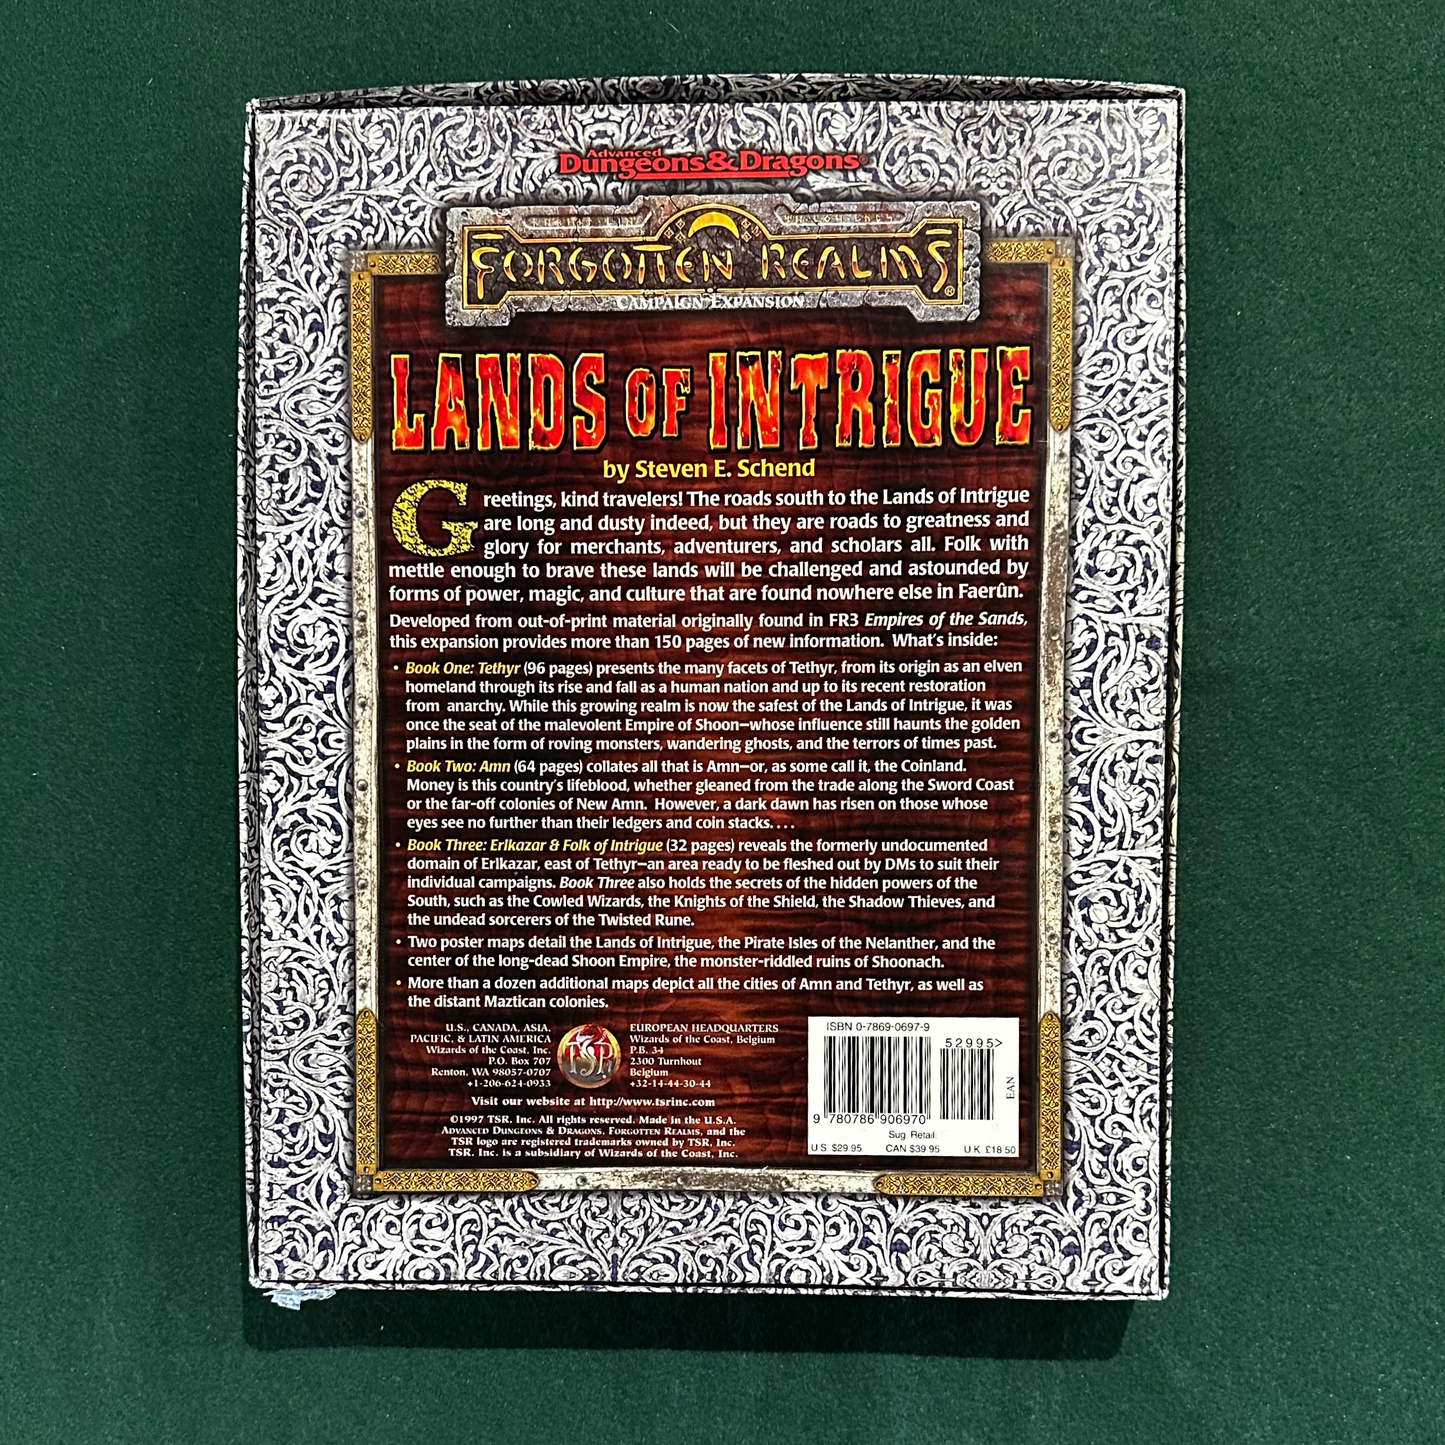 Advanced
Dungeons & Dragons®
FORGOTTEN REALMS®
CAMPAIGN EXPANSION
LANDS OF INTRIGUE
by Steven E. Schend
Greetings, kind travelers! The roads south to the Lands of Intrigue
are long and dusty indeed, but they are roads to greatness and
glory for merchants, adventurers, and scholars all. Folk with
mettle enough to brave these lands will be challenged and astounded by
forms of power, magic, and culture that are found nowhere else in Faerûn.
Developed from out-of-print material originally found in FR3 Empires of the Sands,
this expansion provides more than 150 pages of new information. What's inside:
• Book One: Tethyr (96 pages) presents the many facets of Tethyr, from its origin as an elven
homeland through its rise and fall as a human nation and up to its recent restoration
from anarchy. While this growing realm is now the safest of the Lands of Intrigue, it was
once the seat of the malevolent Empire of Shoon—whose influence still haunts the golden
plains in the form of roving monsters, wandering ghosts, and the terrors of times past.
• Book Two: Amn (64 pages) collates all that is Amn—or, as some call it, the Coinland.
Money is this country's lifeblood, whether gleaned from the trade along the Sword Coast
or the far-off colonies of New Amn. However, a dark dawn has risen on those whose
eyes see no further than their ledgers and coin stacks. . . .
• Book Three: Erlkazar & Folk of Intrigue (32 pages) reveals the formerly undocumented
domain of Erlkazar, east of Tethyr—an area ready to be fleshed out by DMs to suit their
individual campaigns. Book Three also holds the secrets of the hidden powers of the
South, such as the Cowled Wizards, the Knights of the Shield, the Shadow Thieves, and
the undead sorcerers of the Twisted Rune.
• Two poster maps detail the Lands of Intrigue, the Pirate Isles of the Nelanther, and the
center of the long-dead Shoon Empire, the monster-riddled ruins of Shoonach.
• More than a dozen additional maps depict all the cities of Amn and Tethyr, as well as
the distant Maztican colonies.
U.S., CANADA, ASIA,
PACIFIC, & LATIN AMERICA
Wizards of the Coast, Inc.
P.O. Box 707
Renton, WA 98057-0707
+1-206-624-0933
TSR
EUROPEAN HEADQUARTERS
Wizards of the Coast, Belgium
P.B. 34
2300 Turnhout
Belgium
+32-14-44-30-44
Visit our website at http://www.tsrinc.com
©1997 TSR, Inc. All rights reserved. Made in the U.S.A.
ADVANCED DUNGEONS & DRAGONS, FORGOTTEN REALMS, and the
TSR logo are registered trademarks owned by TSR, Inc.
TSR, Inc. is a subsidiary of Wizards of the Coast, Inc.
ISBN 0-7869-0697-9
52995>
EAN
9 780786 906970
Sug. Retail:
U S $29 95 CAN $39 95 U K £18 50